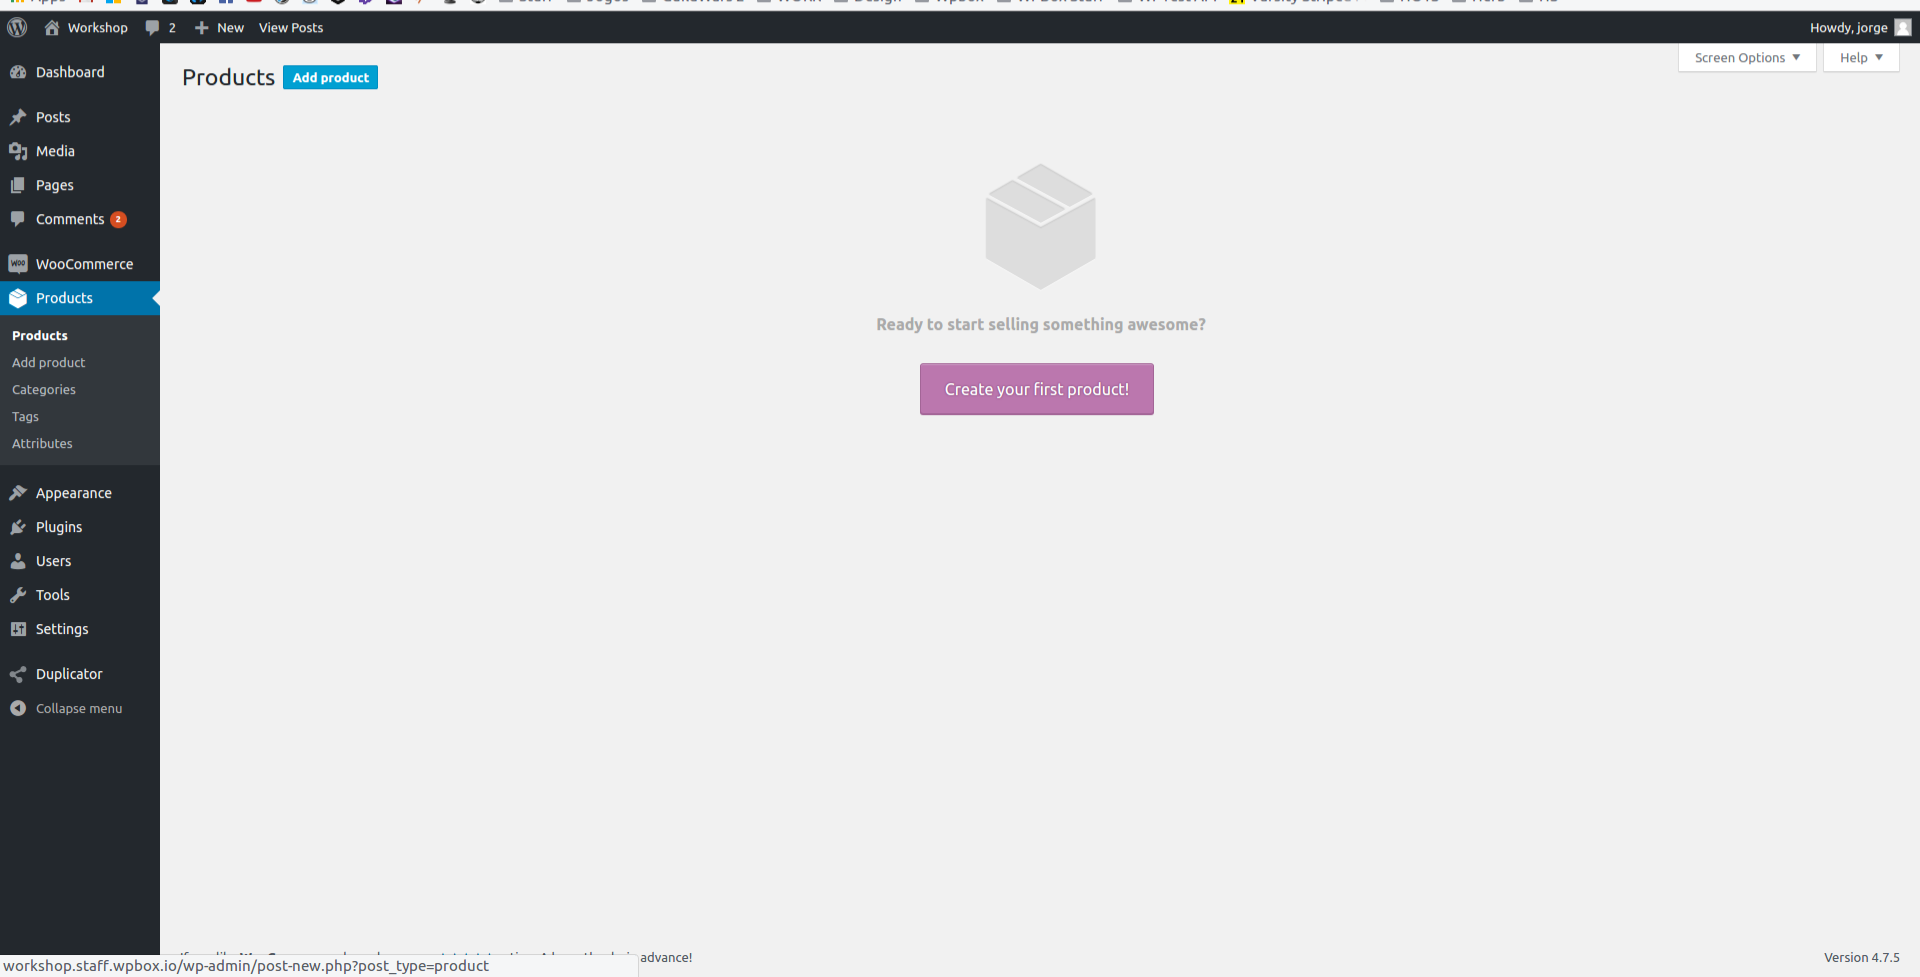 Workshop 2 New View Posts Howdy, jorge
Dashboard
Posts
Media
Pages
Comments 2
WooCommerce
Products
Products
Add product
Categories
Tags
Attributes
Appearance
Plugins
Users
Tools
Settings
Duplicator
Collapse menu
Products Add product
Screen Options Help
Ready to start selling something awesome?
Create your first product!
advance!
Version 4.7.5
workshop.staff.wpbox.io/wp-admin/post-new.php?post_type=product